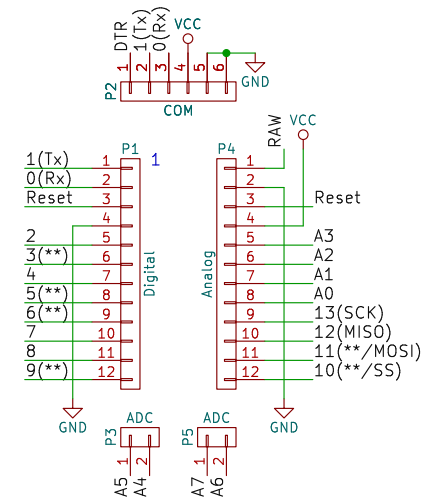 DTR
1(Tx)
0(Rx)
VCC
1 2 3 4 5 6
GND
P2
COM
RAW
VCC
P1 1
P4
1(Tx) 1
0(Rx) 2
Reset 3
4
2 5
3(**) 6
4 7
5(**) 8
6(**) 9
7 10
8 11
9(**) 12
Digital
Analog
1
2
3 Reset
4
5 A3
6 A2
7 A1
8 A0
9 13(SCK)
10 12(MISO)
11 11(**/MOSI)
12 10(**/SS)
GND
GND
P3
ADC
1 2
A5 A4
P5
ADC
1 2
A7 A6